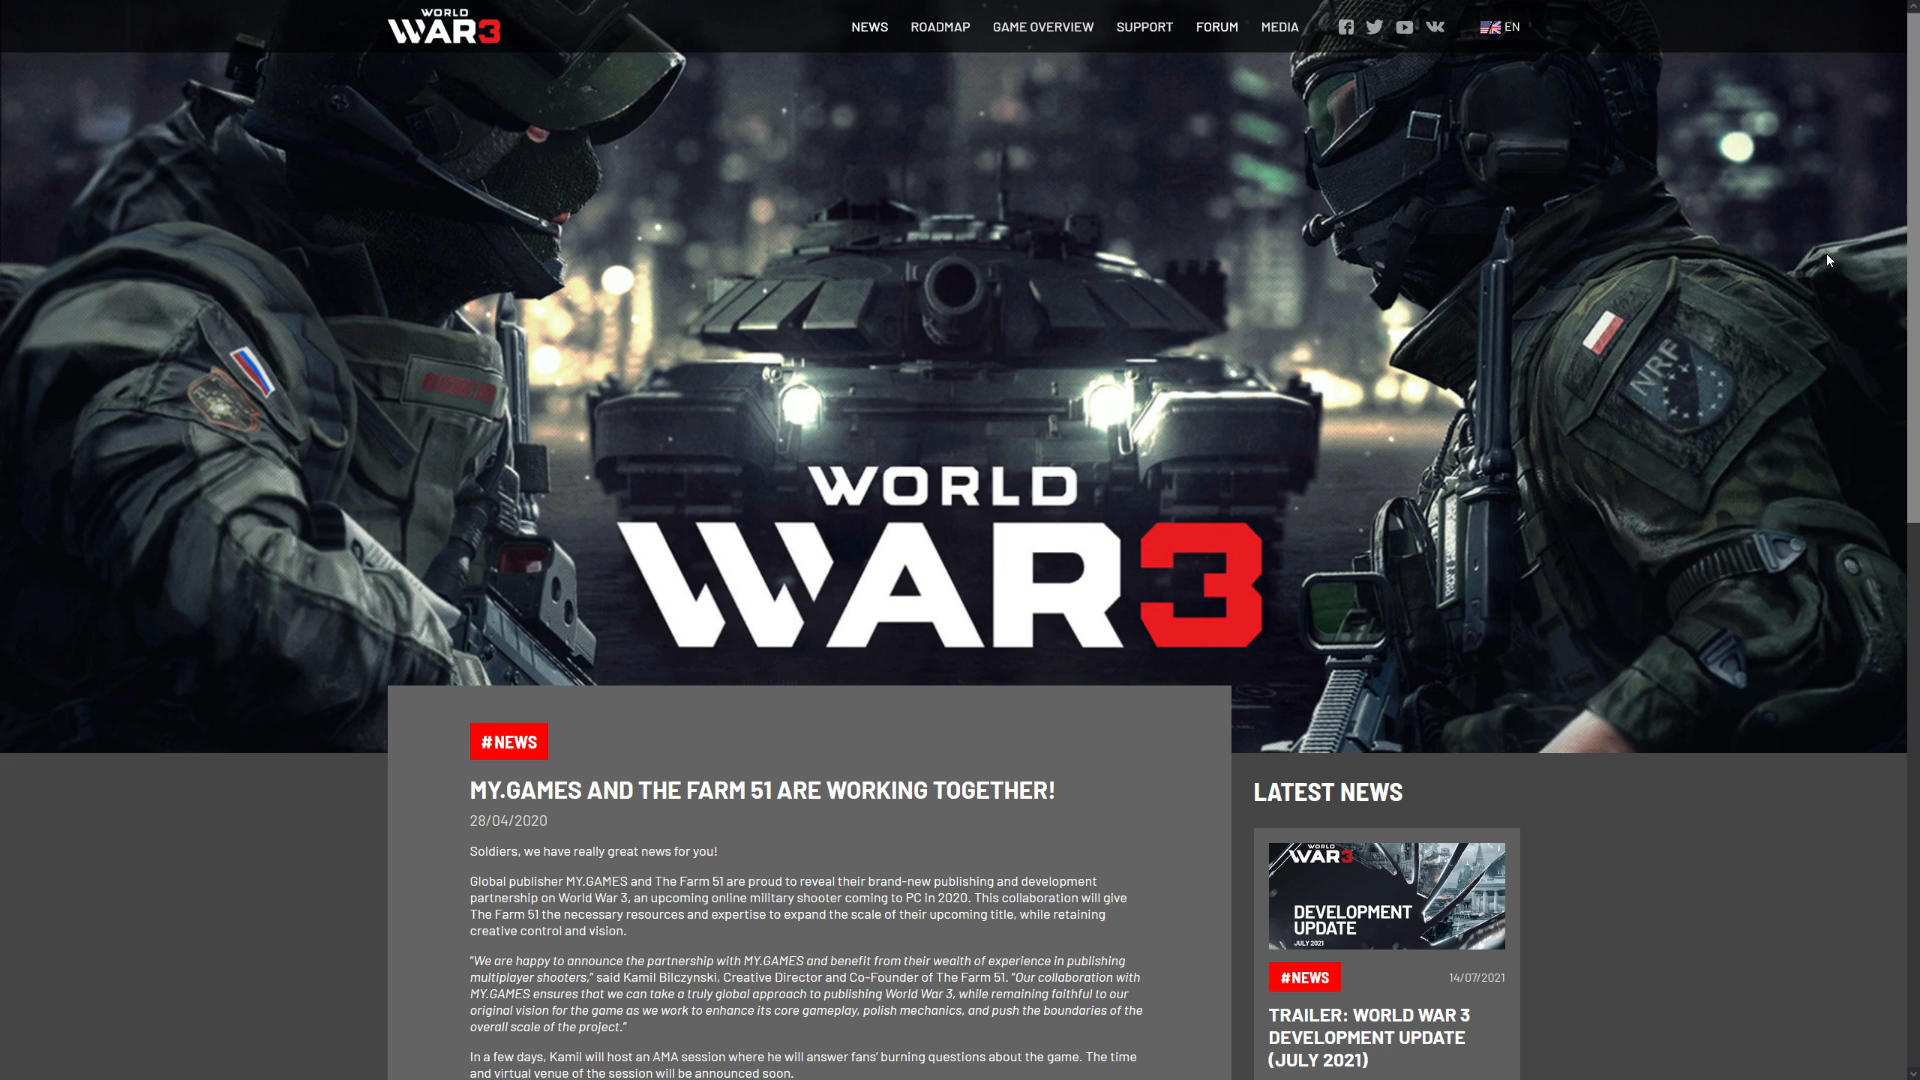 WORLD
WAR3
NEWS ROADMAP GAME OVERVIEW SUPPORT FORUM MEDIA EN
NRF
WORLD
WAR3
#NEWS
MY.GAMES AND THE FARM 51 ARE WORKING TOGETHER!
28/04/2020
Soldiers, we have really great news for you!
Global publisher MY.GAMES and The Farm 51 are proud to reveal their brand-new publishing and development
partnership on World War 3, an upcoming online military shooter coming to PC in 2020. This collaboration will give
The Farm 51 the necessary resources and expertise to expand the scale of their upcoming title, while retaining
creative control and vision.
"We are happy to announce the partnership with MY.GAMES and benefit from their wealth of experience in publishing
multiplayer shooters," said Kamil Bilczynski, Creative Director and Co-Founder of The Farm 51. "Our collaboration with
MY.GAMES ensures that we can take a truly global approach to publishing World War 3, while remaining faithful to our
original vision for the game as we work to enhance its core gameplay, polish mechanics, and push the boundaries of the
overall scale of the project."
In a few days, Kamil will host an AMA session where he will answer fans' burning questions about the game. The time
and virtual venue of the session will be announced soon.
LATEST NEWS
WORLD
WAR3
DEVELOPMENT
UPDATE
JULY 2021
#NEWS 14/07/2021
TRAILER: WORLD WAR 3
DEVELOPMENT UPDATE
(JULY 2021)